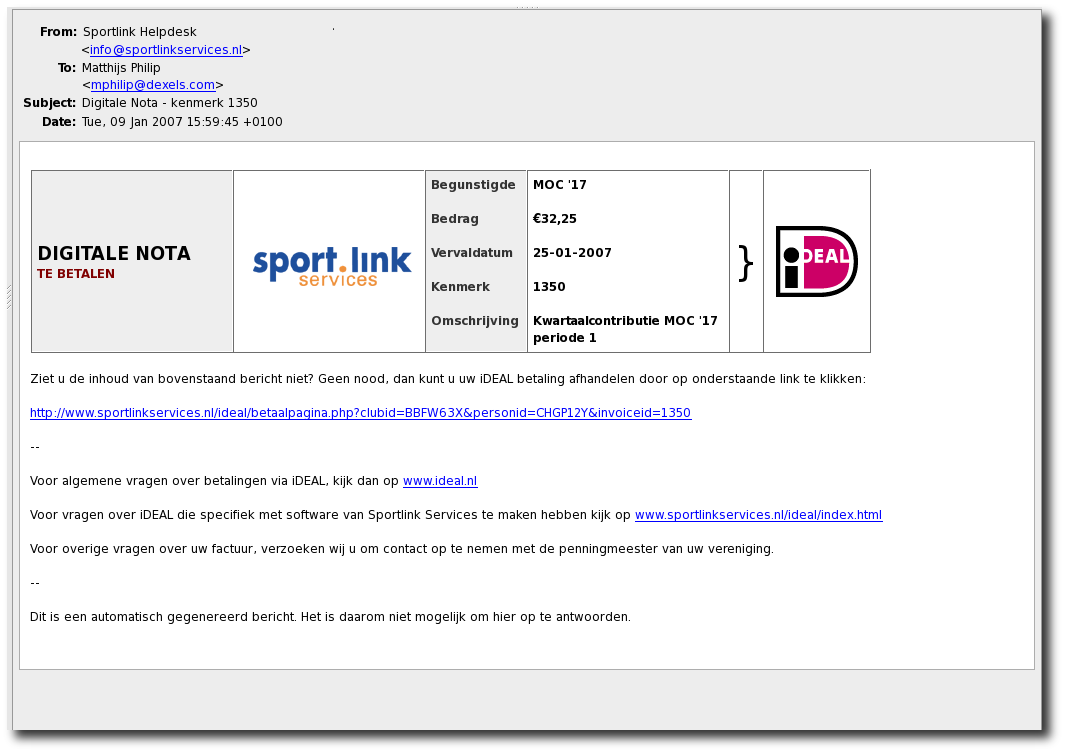 From: Sportlink Helpdesk
<info@sportlinkservices.nl>
To: Matthijs Philip
<mphilip@dexels.com>
Subject: Digitale Nota - kenmerk 1350
Date: Tue, 09 Jan 2007 15:59:45 +0100
DIGITALE NOTA
TE BETALEN
sport.link
services
Begunstigde MOC '17
Bedrag €32,25
Vervaldatum 25-01-2007
Kenmerk 1350
Omschrijving Kwartaalcontributie MOC '17
periode 1
}
iDEAL
Ziet u de inhoud van bovenstaand bericht niet? Geen nood, dan kunt u uw iDEAL betaling afhandelen door op onderstaande link te klikken:
http://www.sportlinkservices.nl/ideal/betaalpagina.php?clubid=BBFW63X&personid=CHGP12Y&invoiceid=1350
--
Voor algemene vragen over betalingen via iDEAL, kijk dan op www.ideal.nl
Voor vragen over iDEAL die specifiek met software van Sportlink Services te maken hebben kijk op www.sportlinkservices.nl/ideal/index.html
Voor overige vragen over uw factuur, verzoeken wij u om contact op te nemen met de penningmeester van uw vereniging.
--
Dit is een automatisch gegenereerd bericht. Het is daarom niet mogelijk om hier op te antwoorden.